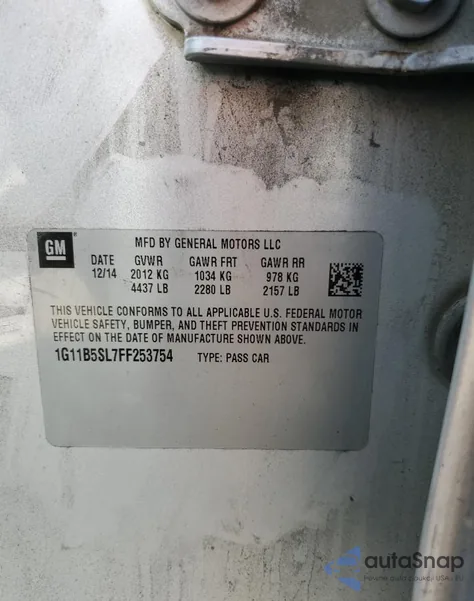 GM
MFD BY GENERAL MOTORS LLC
DATE GVWR GAWR FRT GAWR RR
12/14 2012 KG 1034 KG 978 KG
4437 LB 2280 LB 2157 LB
THIS VEHICLE CONFORMS TO ALL APPLICABLE U.S. FEDERAL MOTOR
VEHICLE SAFETY, BUMPER, AND THEFT PREVENTION STANDARDS IN
EFFECT ON THE DATE OF MANUFACTURE SHOWN ABOVE.
1G11B5SL7FF253754 TYPE: PASS CAR
autaSnap